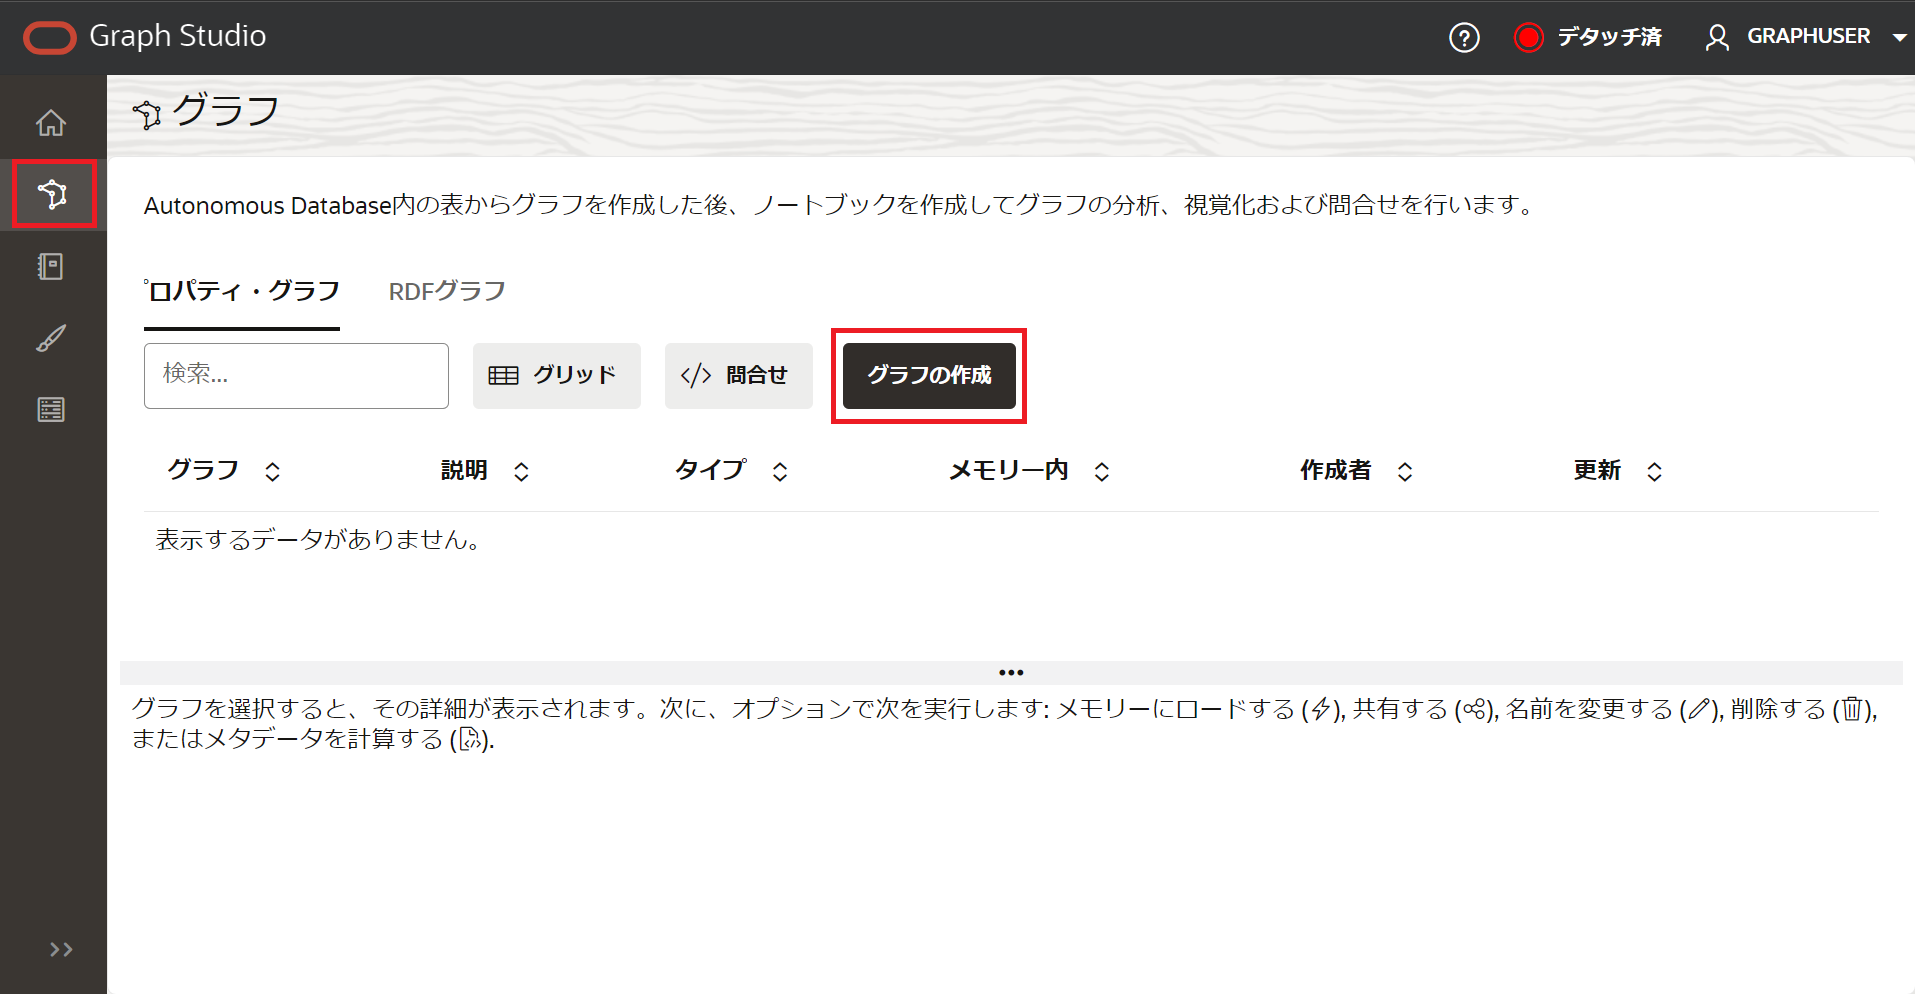 Graph Studio
デタッチ済
GRAPHUSER
グラフ
Autonomous Database内の表からグラフを作成した後、ノートブックを作成してグラフの分析、視覚化および問合せを行います。
プロパティ・グラフ
RDFグラフ
検索...
グリッド
</> 問合せ
グラフの作成
グラフ 説明 タイプ メモリー内 作成者 更新
表示するデータがありません。
グラフを選択すると、その詳細が表示されます。次に、オプションで次を実行します: メモリーにロードする (), 共有する (), 名前を変更する (), 削除する (),
またはメタデータを計算する ().